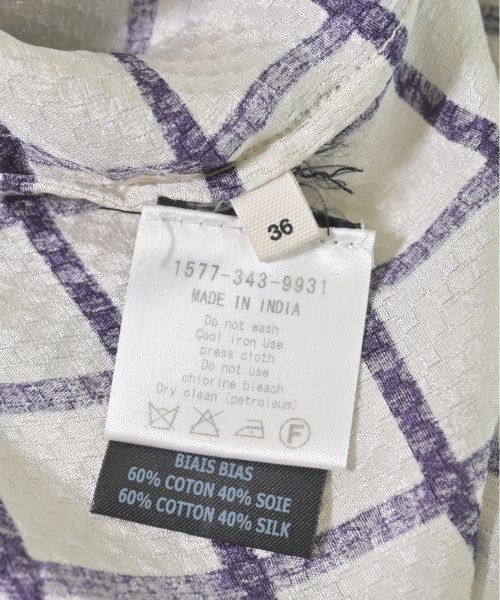 36
1577-343-9931
MADE IN INDIA
Do not wash
Cool iron Use
press cloth
Do not use
chlorine bleach
Dry clean (petroleum)
F
BIAIS BIAS
60% COTON 40% SOIE
60% COTTON 40% SILK